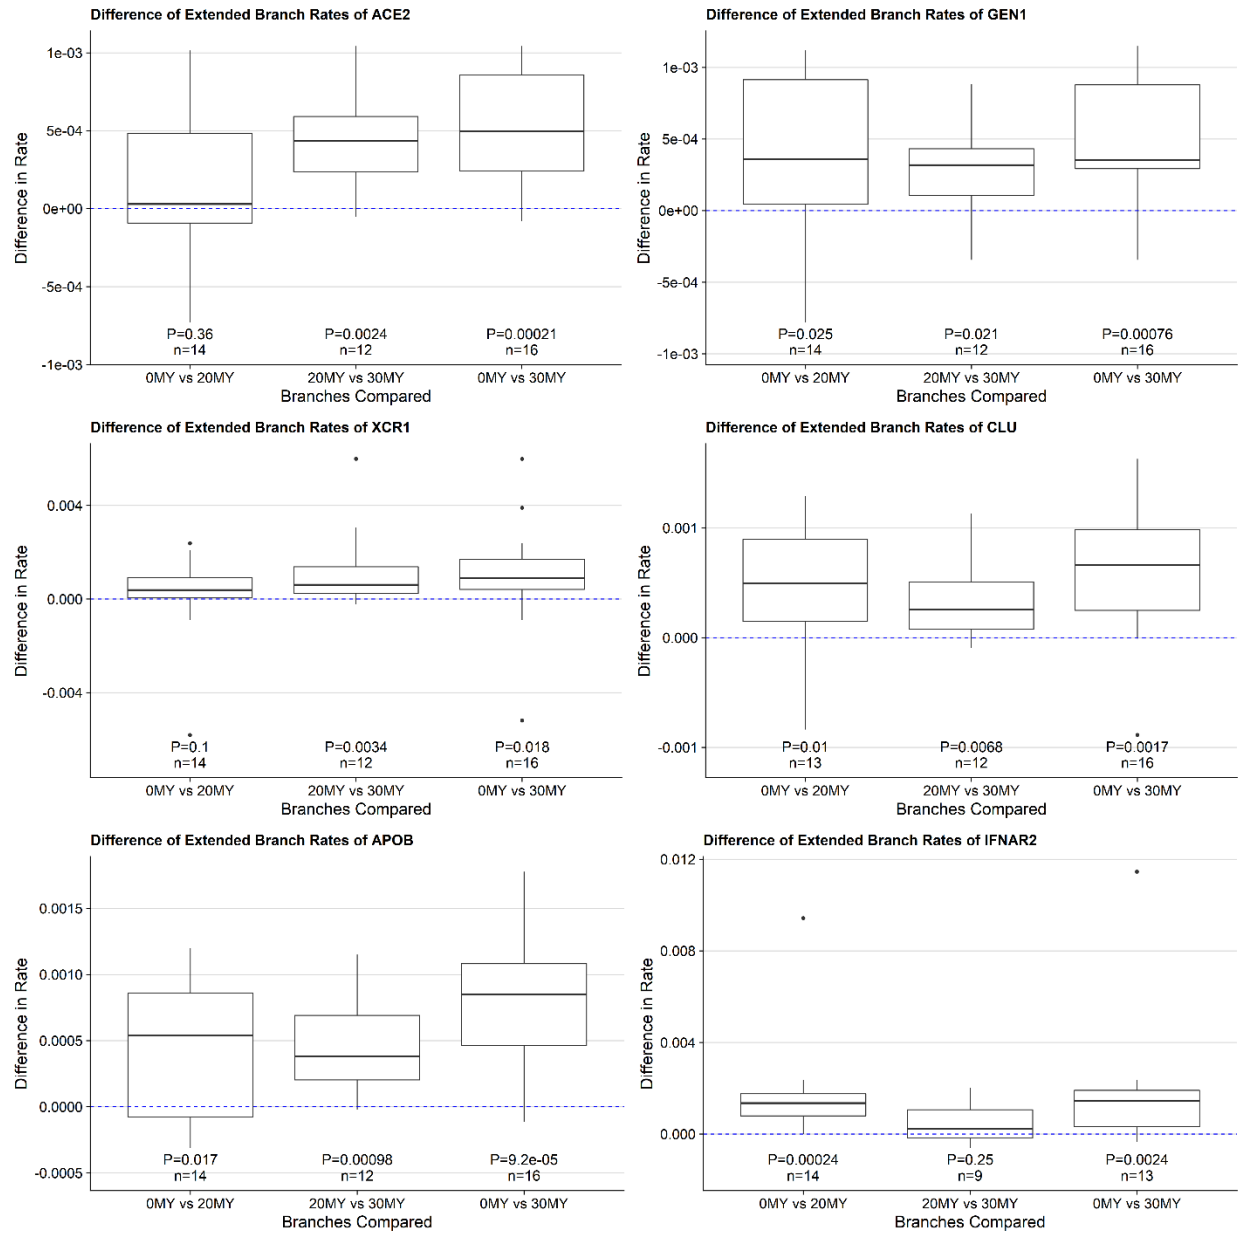 Difference of Extended Branch Rates of ACE2
Difference in Rate
1e-03
5e-04
0e+00
-5e-04
-1e-03
P=0.36 P=0.0024 P=0.00021
n=14 n=12 n=16
0MY vs 20MY 20MY vs 30MY 0MY vs 30MY
Branches Compared
Difference of Extended Branch Rates of GEN1
Difference in Rate
1e-03
5e-04
0e+00
-5e-04
-1e-03
P=0.025 P=0.021 P=0.00076
n=14 n=12 n=16
0MY vs 20MY 20MY vs 30MY 0MY vs 30MY
Branches Compared
Difference of Extended Branch Rates of XCR1
Difference in Rate
0.004
0.000
-0.004
P=0.1 P=0.0034 P=0.018
n=14 n=12 n=16
0MY vs 20MY 20MY vs 30MY 0MY vs 30MY
Branches Compared
Difference of Extended Branch Rates of CLU
Difference in Rate
0.001
0.000
-0.001
P=0.01 P=0.0068 P=0.0017
n=13 n=12 n=16
0MY vs 20MY 20MY vs 30MY 0MY vs 30MY
Branches Compared
Difference of Extended Branch Rates of APOB
Difference in Rate
0.0015
0.0010
0.0005
0.0000
-0.0005
P=0.017 P=0.00098 P=9.2e-05
n=14 n=12 n=16
0MY vs 20MY 20MY vs 30MY 0MY vs 30MY
Branches Compared
Difference of Extended Branch Rates of IFNAR2
Difference in Rate
0.012
0.008
0.004
0.000
P=0.00024 P=0.25 P=0.0024
n=14 n=9 n=13
0MY vs 20MY 20MY vs 30MY 0MY vs 30MY
Branches Compared